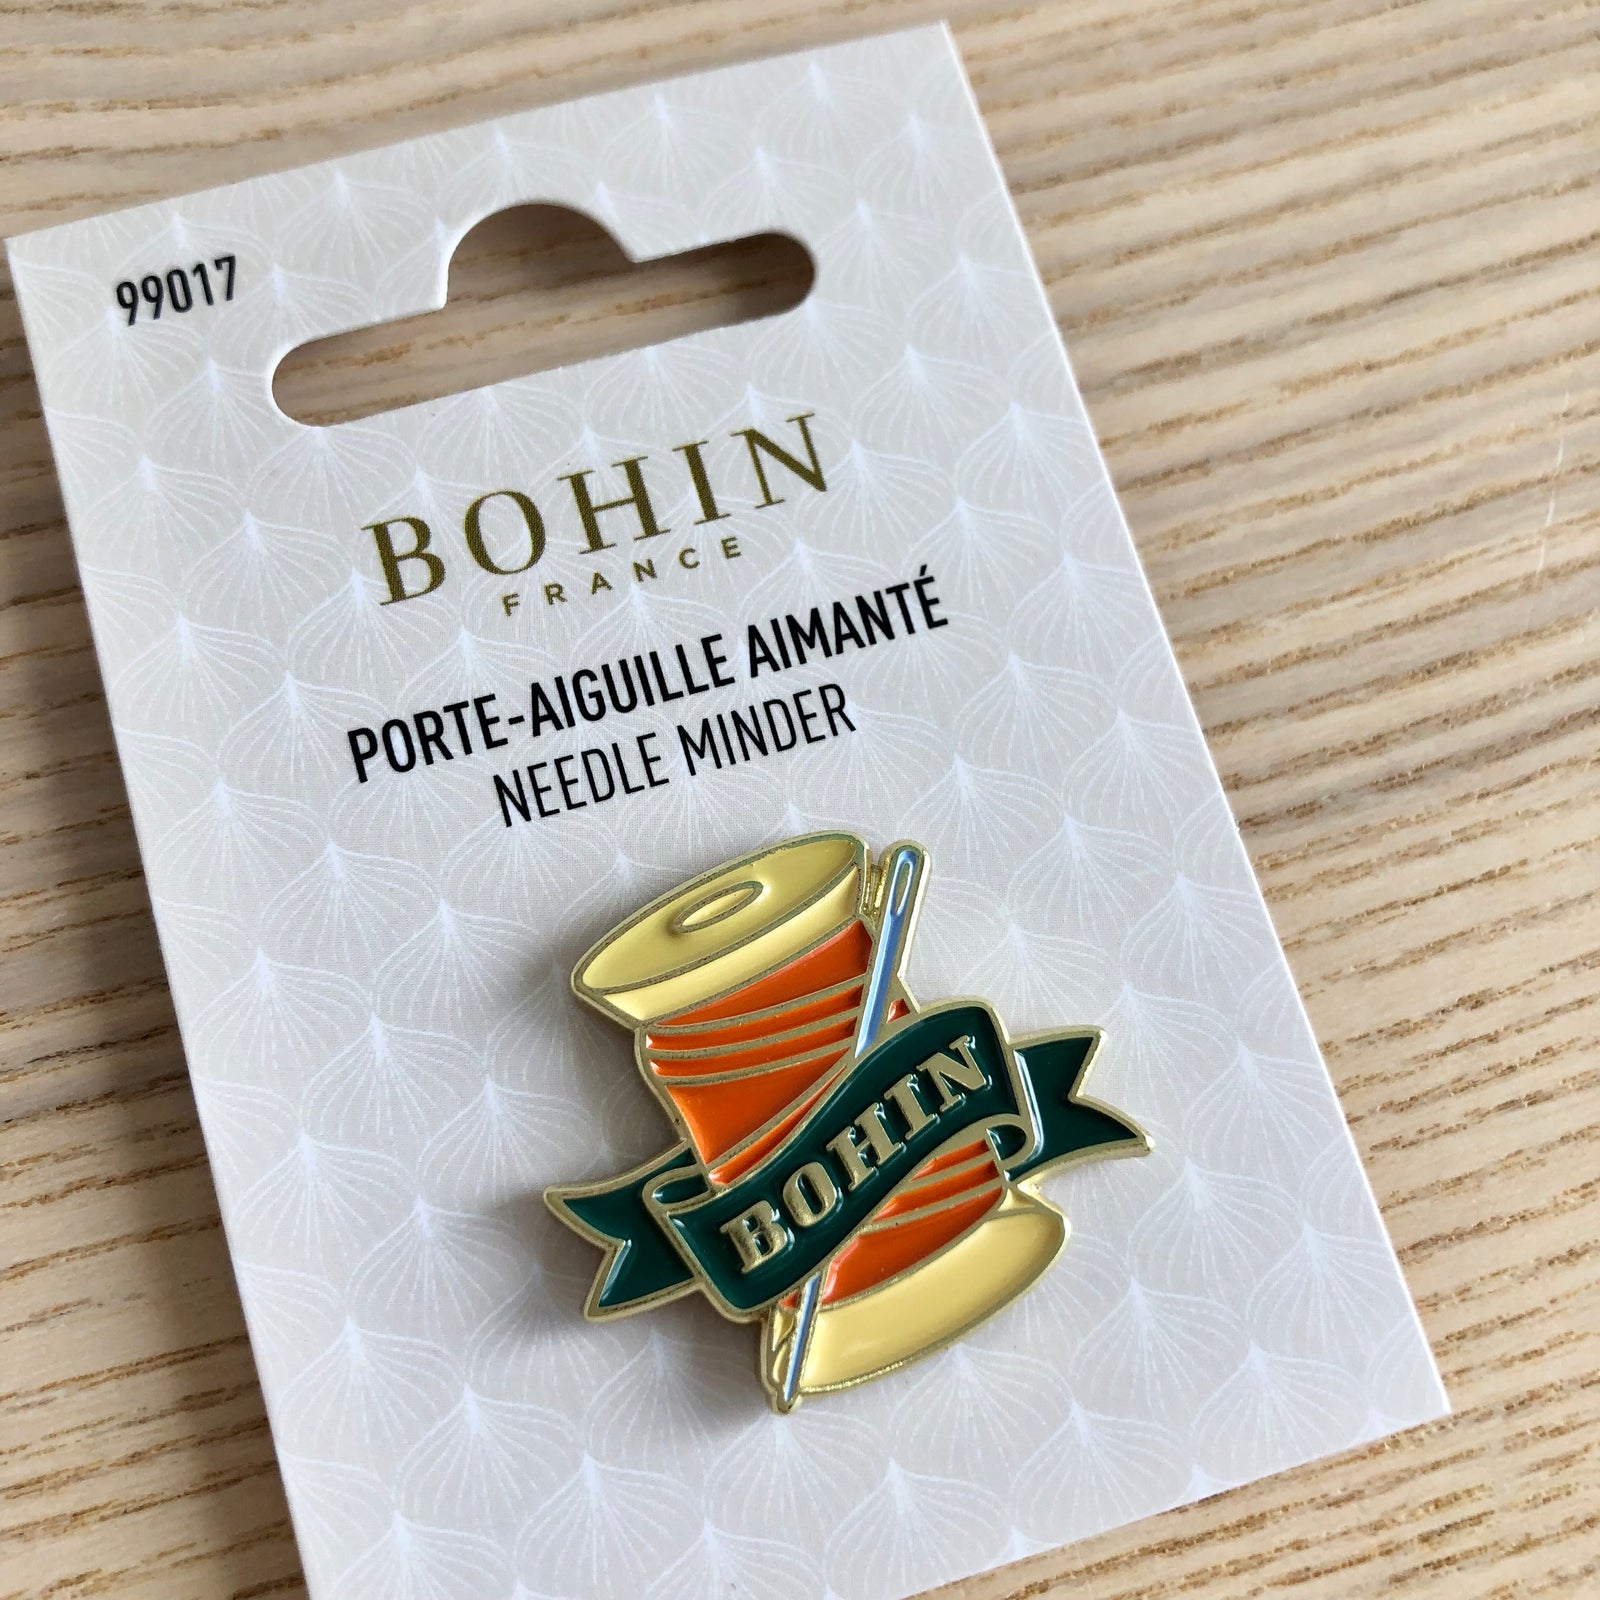 99017
BOHIN
FRANCE
PORTE-AIGUILLE AIMANTÉ
NEEDLE MINDER
BOHIN